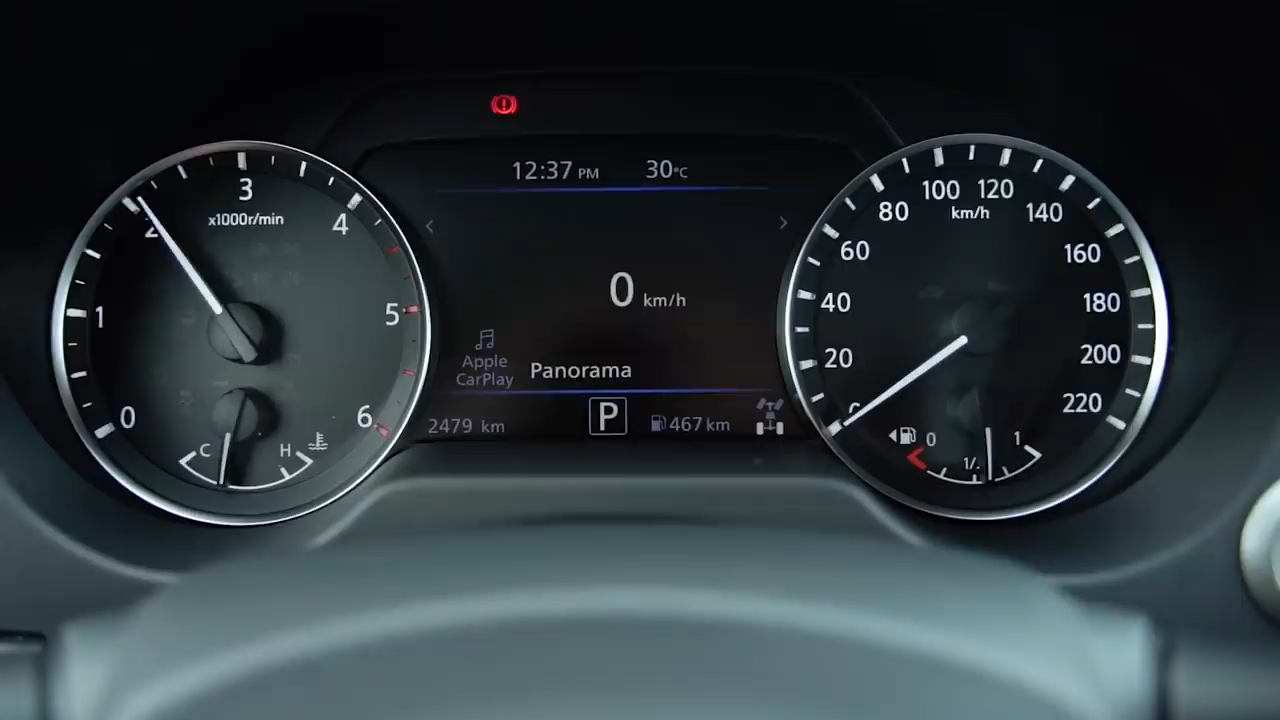 12:37 PM 30°C
3
x1000r/min
2
4
1
5
0
6
C H
0 km/h
Apple
CarPlay
Panorama
2479 km
P
467 km
100 120
80 km/h 140
60 160
40 180
20 200
0 220
0 1/. 1